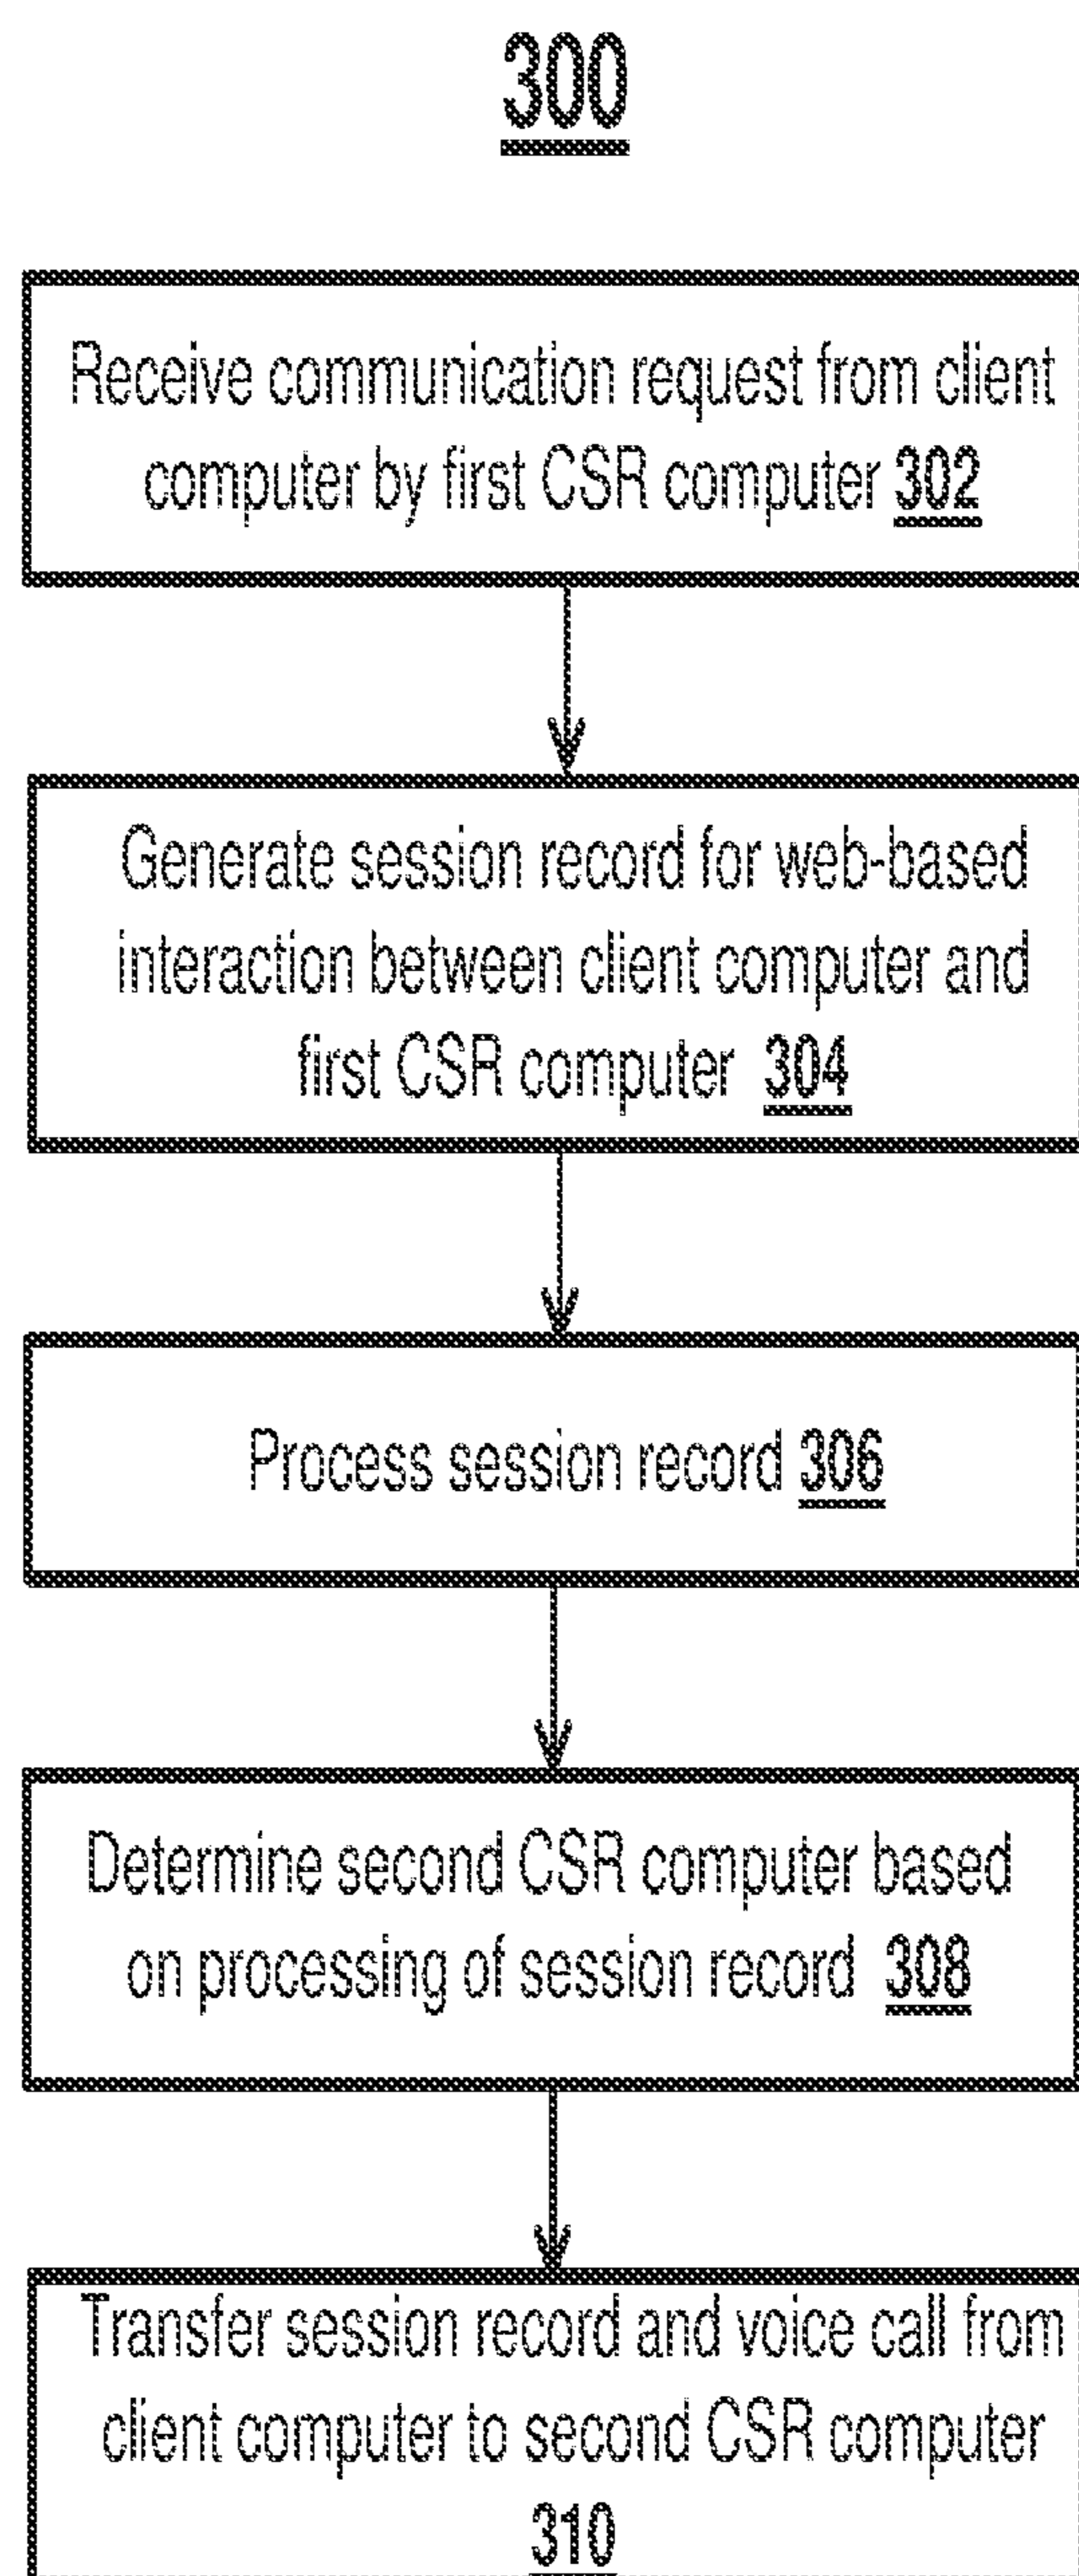 300
Receive communication request from client
computer by first CSR computer 302
Generate session record for web-based
interaction between client computer and
first CSR computer 304
Process session record 306
Determine second CSR computer based
on processing of session record 308
Transfer session record and voice call from
client computer to second CSR computer
310